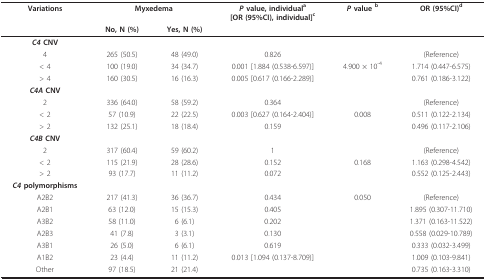 Variations Myxedema P value, individual^a [OR (95%CI), individual]^c P value ^b OR (95%CI)^d
No, N (%) Yes, N (%)
C4 CNV
4 265 (50.5) 48 (49.0) 0.826 (Reference)
< 4 100 (19.0) 34 (34.7) 0.001 [1.884 (0.538-6.597)] 4.900 × 10^-4 1.714 (0.447-6.575)
> 4 160 (30.5) 16 (16.3) 0.005 [0.617 (0.166-2.289)] 0.761 (0.186-3.122)
C4A CNV
2 336 (64.0) 58 (59.2) 0.364 (Reference)
< 2 57 (10.9) 22 (22.5) 0.003 [0.627 (0.164-2.404)] 0.008 0.511 (0.122-2.134)
> 2 132 (25.1) 18 (18.4) 0.159 0.496 (0.117-2.106)
C4B CNV
2 317 (60.4) 59 (60.2) 1 (Reference)
< 2 115 (21.9) 28 (28.6) 0.152 0.168 1.163 (0.298-4.542)
> 2 93 (17.7) 11 (11.2) 0.072 0.552 (0.125-2.443)
C4 polymorphisms
A2B2 217 (41.3) 36 (36.7) 0.434 0.050 (Reference)
A2B1 63 (12.0) 15 (15.3) 0.405 1.895 (0.307-11.710)
A3B2 58 (11.0) 6 (6.1) 0.202 1.371 (0.163-11.522)
A2B3 41 (7.8) 3 (3.1) 0.130 0.558 (0.029-10.789)
A3B1 26 (5.0) 6 (6.1) 0.619 0.333 (0.032-3.499)
A1B2 23 (4.4) 11 (11.2) 0.013 [1.094 (0.137-8.709)] 1.009 (0.103-9.841)
Other 97 (18.5) 21 (21.4) 0.735 (0.163-3.310)